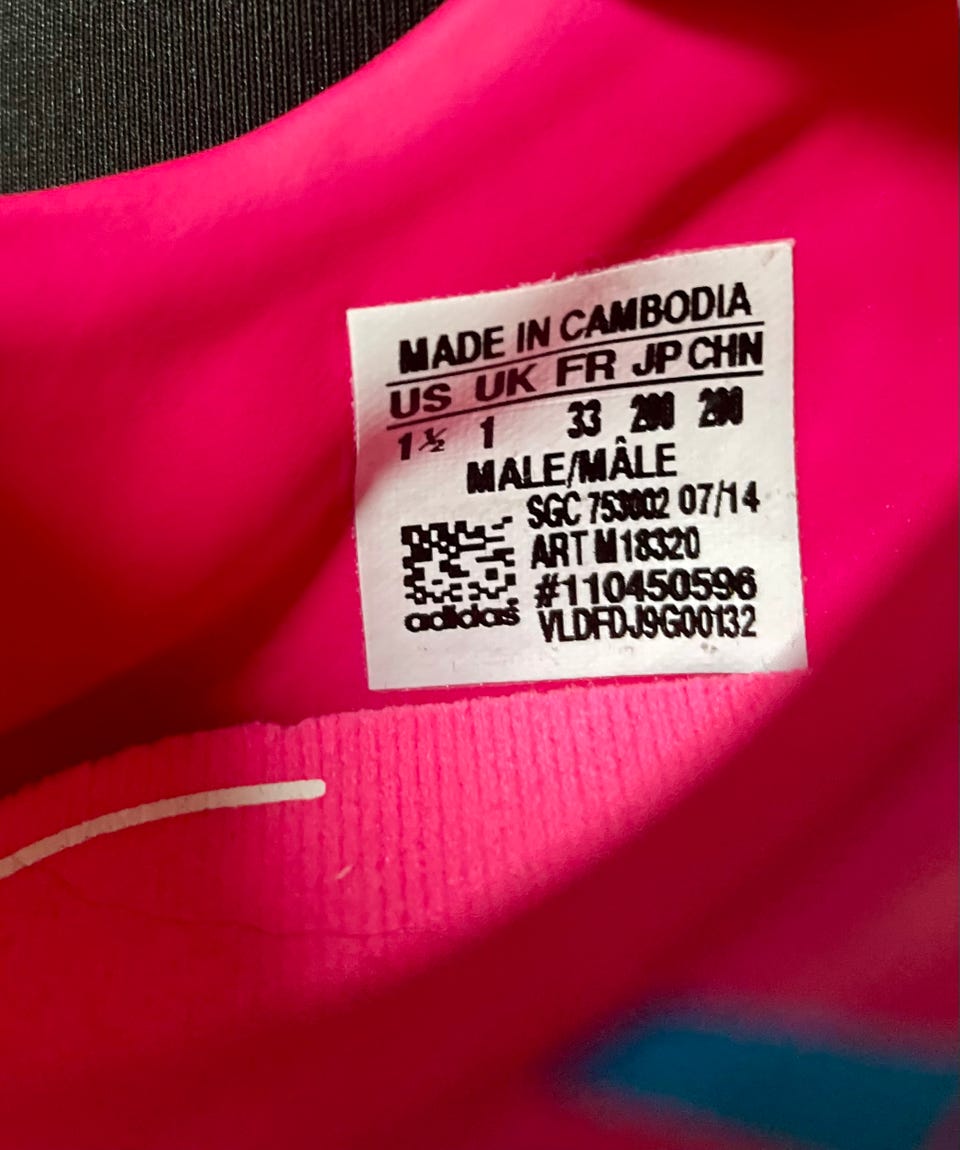 MADE IN CAMBODIA
US UK FR JP CHN
1½ 1 33 200 200
MALE/MÂLE
SGC 753002 07/14
ART M18320
#110450596
VLDFDJ9G00132
adidas